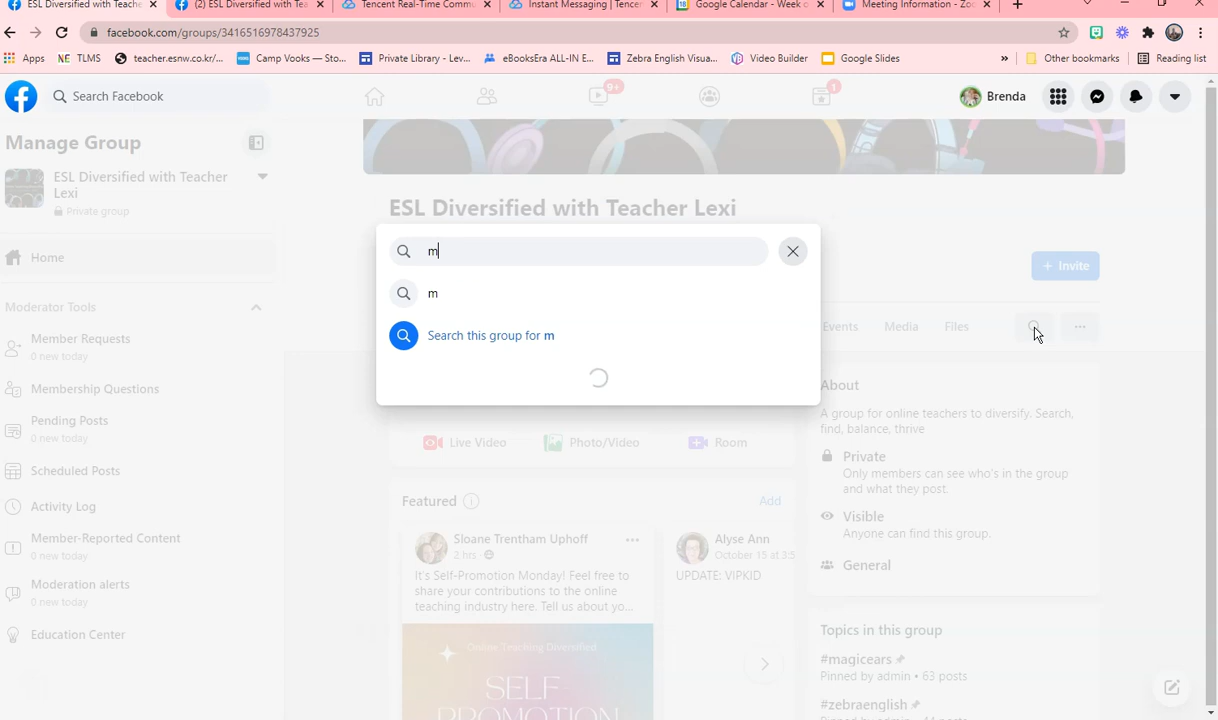 ESL Diversified with Teache
(2) ESL Diversified with Tea
Tencent Real-Time Commu
Instant Messaging | Tencen
Google Calendar - Week o
Meeting Information - Zoo
facebook.com/groups/3416516978437925
Apps
TLMS
teacher.esnw.co.kr/...
Camp Vooks — Sto...
Private Library - Lev...
eBooksEra ALL-IN E...
Zebra English Visua...
Video Builder
Google Slides
»
Other bookmarks
Reading list
Search Facebook
9+
1
Brenda
Manage Group
ESL Diversified with Teacher
Lexi
Private group
Home
Moderator Tools
Member Requests
0 new today
Membership Questions
Pending Posts
0 new today
Scheduled Posts
Activity Log
Member-Reported Content
0 new today
Moderation alerts
0 new today
Education Center
ESL Diversified with Teacher Lexi
+ Invite
m
m
Search this group for m
Events
Media
Files
Live Video
Photo/Video
Room
Featured
Add
Sloane Trentham Uphoff
2 hrs
It's Self-Promotion Monday! Feel free to
share your contributions to the online
teaching industry here. Tell us about yo...
Online Teaching Diversified
SELF
PROMOTION
Alyse Ann
October 15 at 3:5
UPDATE: VIPKID
About
A group for online teachers to diversify. Search,
find, balance, thrive
Private
Only members can see who's in the group
and what they post.
Visible
Anyone can find this group.
General
Topics in this group
#magicears
Pinned by admin • 63 posts
#zebraenglish